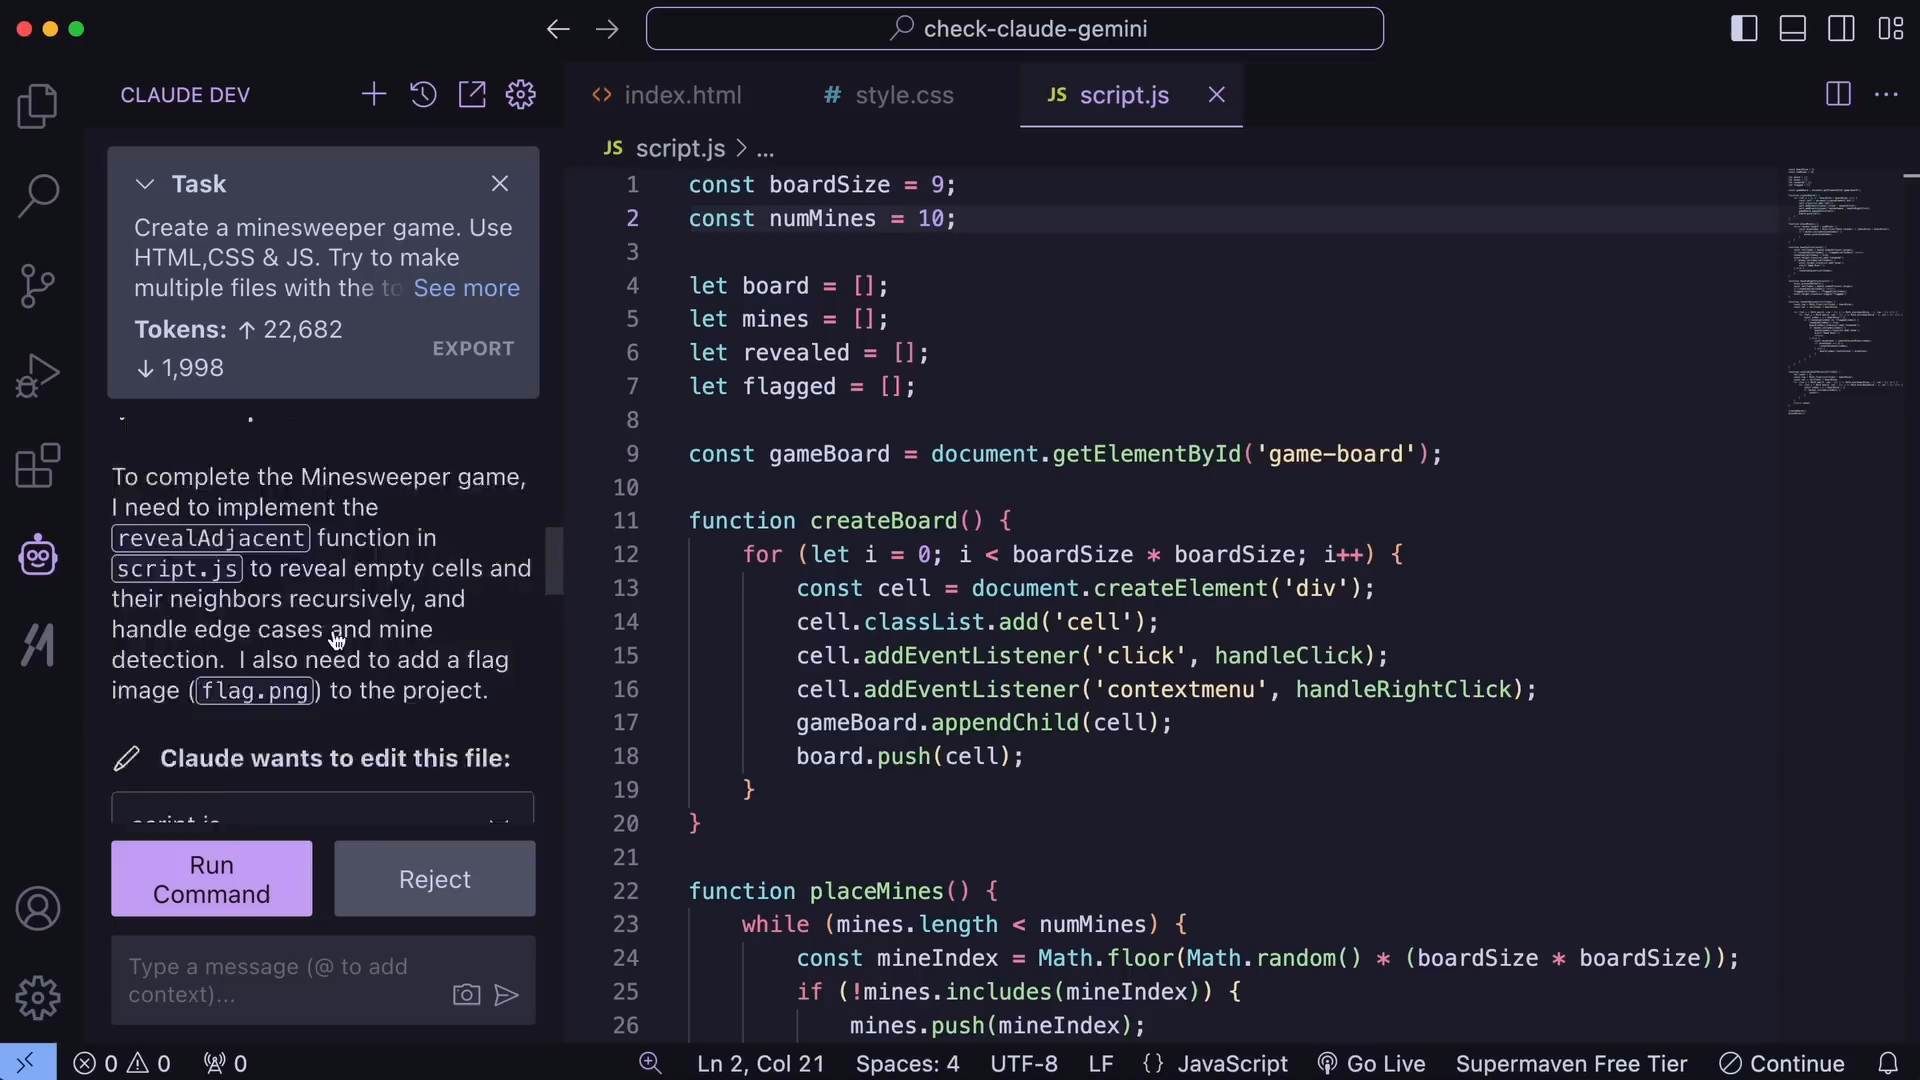 check-claude-gemini
CLAUDE DEV
Task
Create a minesweeper game. Use
HTML,CSS & JS. Try to make
multiple files with the to See more
Tokens: ↑ 22,682
↓ 1,998
EXPORT
To complete the Minesweeper game,
I need to implement the
revealAdjacent function in
script.js to reveal empty cells and
their neighbors recursively, and
handle edge cases and mine
detection. I also need to add a flag
image (flag.png) to the project.
Claude wants to edit this file:
script.js
Run
Command
Reject
Type a message (@ to add
context)...
<> index.html
# style.css
JS script.js
JS script.js > ...
1 const boardSize = 9;
2 const numMines = 10;
3
4 let board = [];
5 let mines = [];
6 let revealed = [];
7 let flagged = [];
8
9 const gameBoard = document.getElementById('game-board');
10
11 function createBoard() {
12 for (let i = 0; i < boardSize * boardSize; i++) {
13 const cell = document.createElement('div');
14 cell.classList.add('cell');
15 cell.addEventListener('click', handleClick);
16 cell.addEventListener('contextmenu', handleRightClick);
17 gameBoard.appendChild(cell);
18 board.push(cell);
19 }
20 }
21
22 function placeMines() {
23 while (mines.length < numMines) {
24 const mineIndex = Math.floor(Math.random() * (boardSize * boardSize));
25 if (!mines.includes(mineIndex)) {
26 mines.push(mineIndex);
0 0 0 Ln 2, Col 21 Spaces: 4 UTF-8 LF {} JavaScript Go Live Supermaven Free Tier Continue